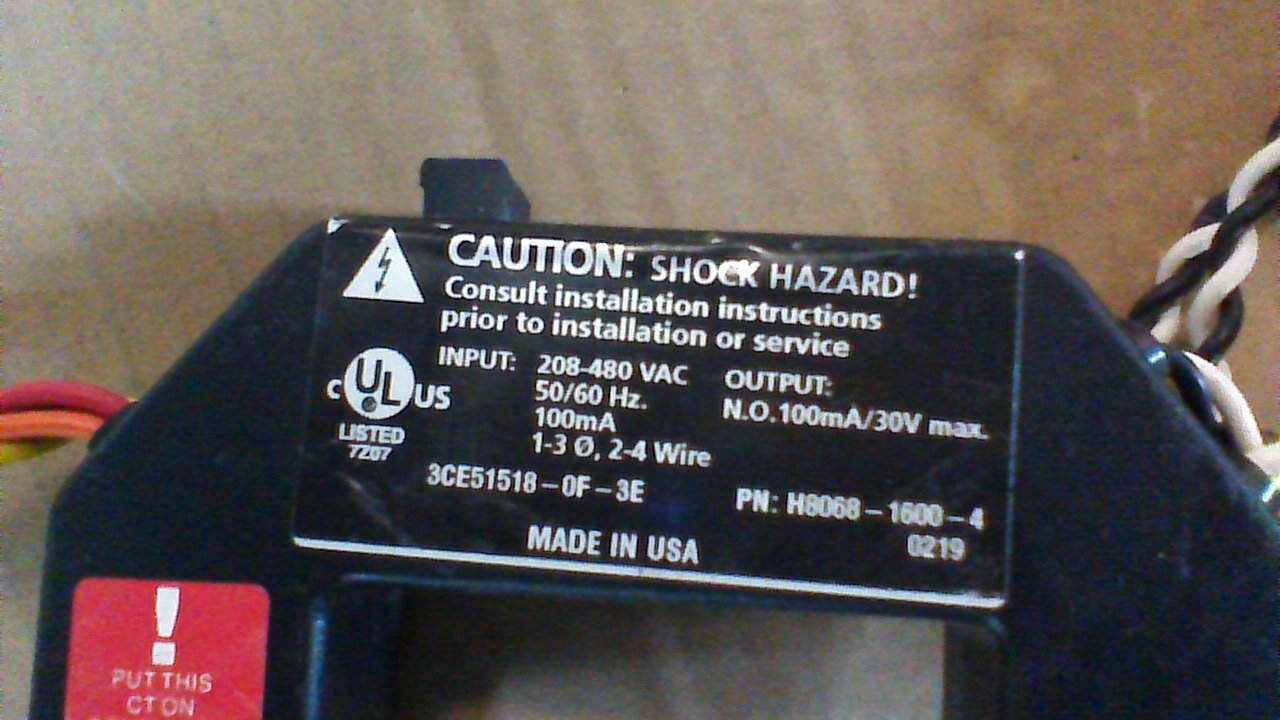 CAUTION: SHOCK HAZARD!
Consult installation instructions
prior to installation or service
INPUT: 208-480 VAC
50/60 Hz.
100mA
1-3 Ø, 2-4 Wire
OUTPUT:
N.O.100mA/30V max.
C UL US
LISTED
7207
3CE51518-0F-3E
PN: H8068-1600-4
0219
MADE IN USA
!
PUT THIS
CT ON